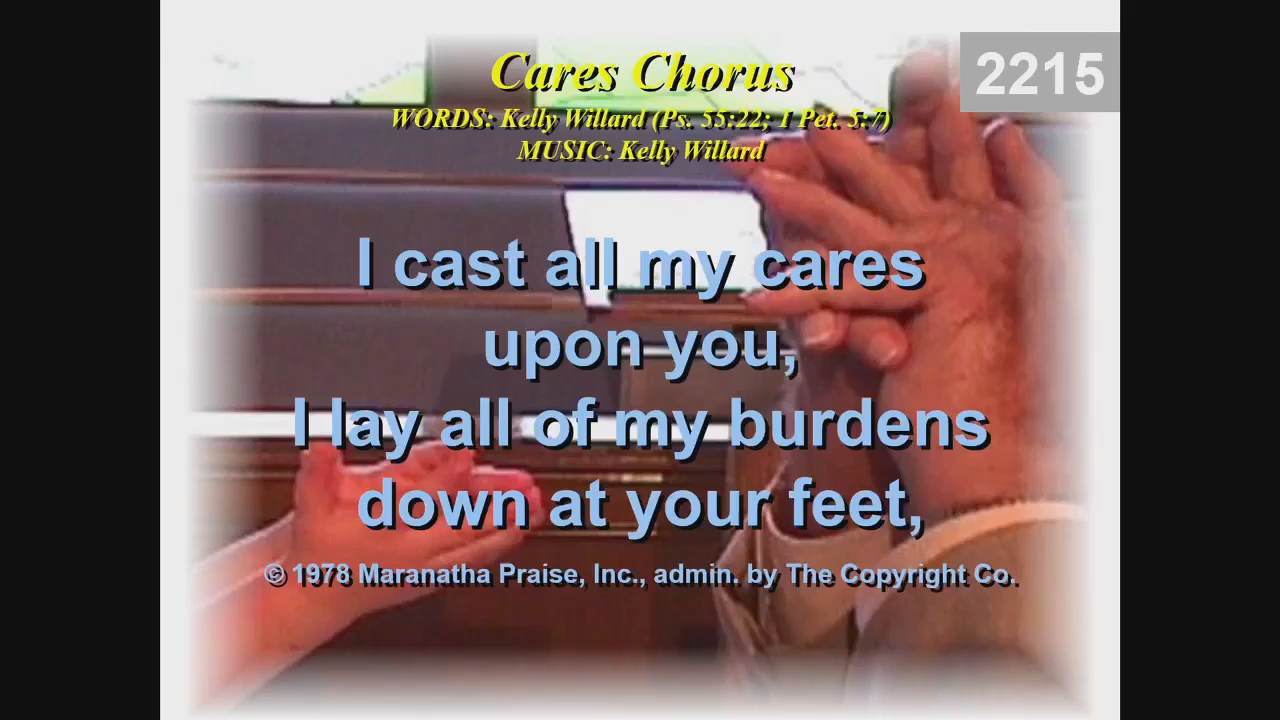 Cares Chorus
2215
WORDS: Kelly Willard (Ps. 55:22; 1 Pet. 5:7)
MUSIC: Kelly Willard
I cast all my cares
upon you,
I lay all of my burdens
down at your feet,
© 1978 Maranatha Praise, Inc., admin. by The Copyright Co.